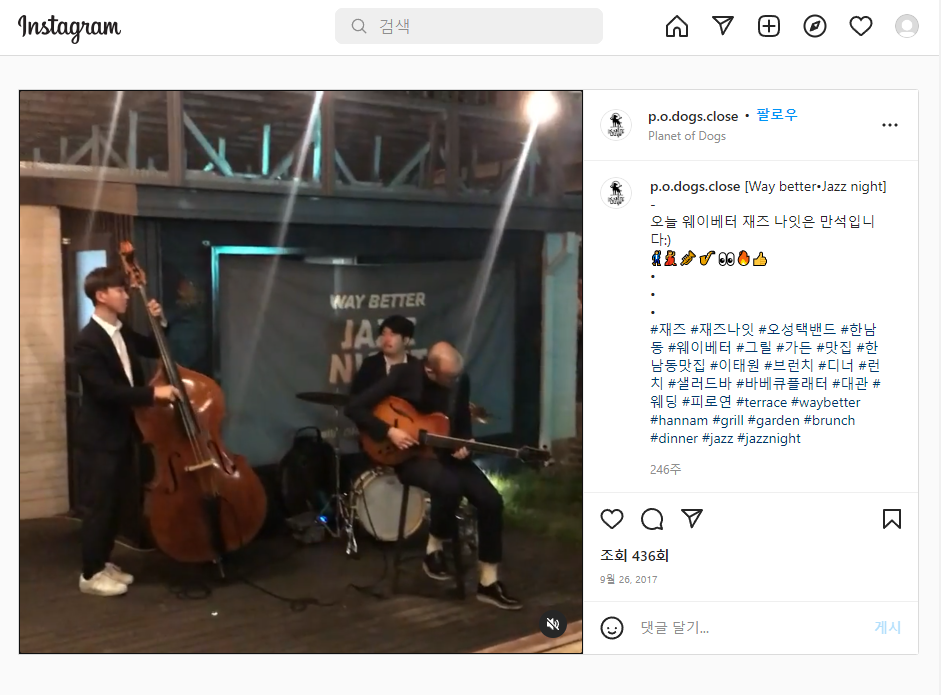 Instagram
검색
p.o.dogs.close • 팔로우
Planet of Dogs
p.o.dogs.close [Way better•Jazz night]
-
오늘 웨이베터 재즈 나잇은 만석입니
다:)
•
•
•
#재즈 #재즈나잇 #오성택밴드 #한남
동 #웨이베터 #그릴 #가든 #맛집 #한
남동맛집 #이태원 #브런치 #디너 #런
치 #샐러드바 #바베큐플래터 #대관 #
웨딩 #피로연 #terrace #waybetter
#hannam #grill #garden #brunch
#dinner #jazz #jazznight
246주
조회 436회
9월 26, 2017
댓글 달기...
게시
WAY BETTER
JAZZ
NIGHT